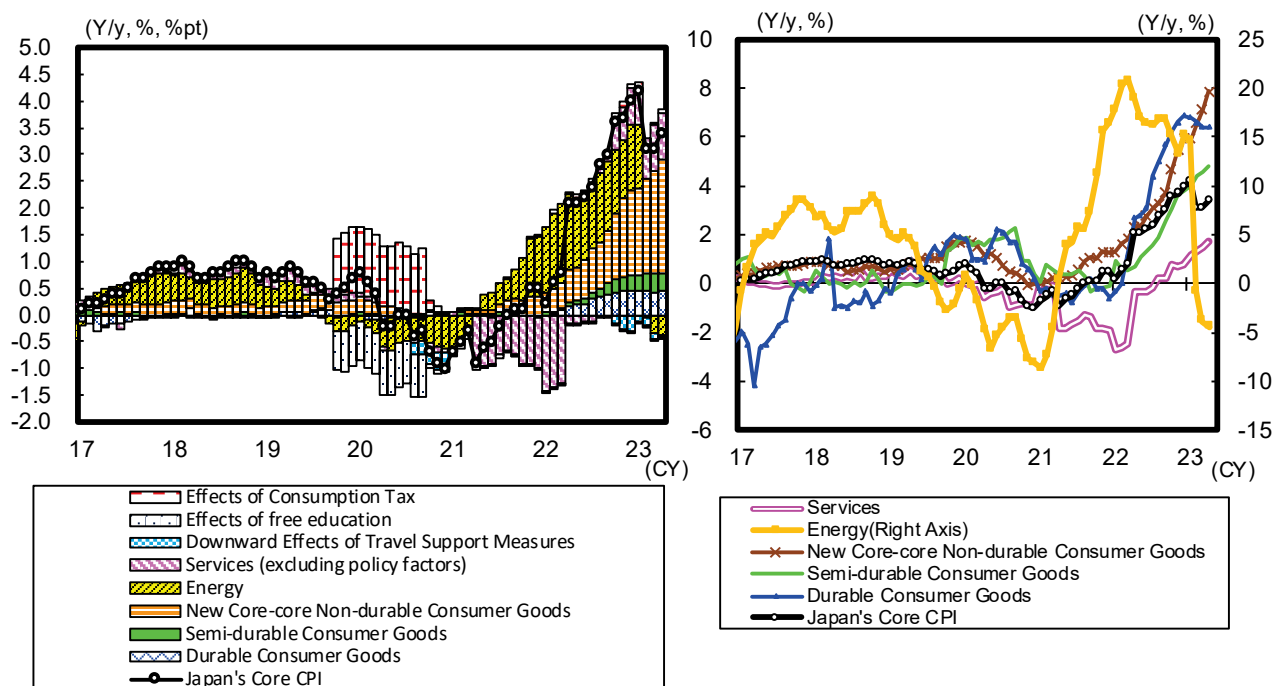 (Y/y, %, %pt)
5.0
4.5
4.0
3.5
3.0
2.5
2.0
1.5
1.0
0.5
0.0
-0.5
-1.0
-1.5
-2.0
17 18 19 20 21 22 23
(CY)
Effects of Consumption Tax
Effects of free education
Downward Effects of Travel Support Measures
Services (excluding policy factors)
Energy
New Core-core Non-durable Consumer Goods
Semi-durable Consumer Goods
Durable Consumer Goods
Japan's Core CPI
(Y/y, %) (Y/y, %)
10 25
8 20
6 15
4 10
2 5
0 0
-2 -5
-4 -10
-6 -15
17 18 19 20 21 22 23
(CY)
Services
Energy(Right Axis)
New Core-core Non-durable Consumer Goods
Semi-durable Consumer Goods
Durable Consumer Goods
Japan's Core CPI